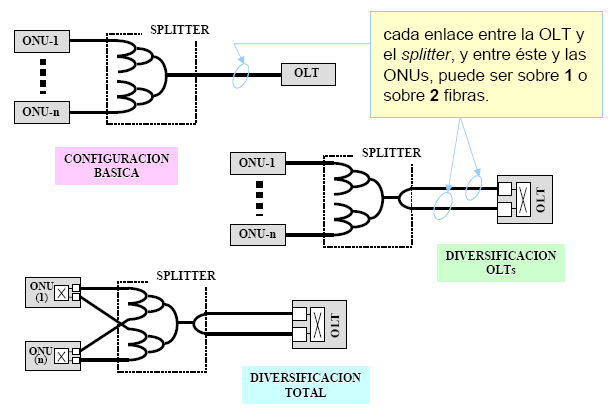 SPLITTER
ONU-1
OLT
ONU-n
cada enlace entre la OLT y
el splitter, y entre éste y las
ONUs, puede ser sobre 1 o
sobre 2 fibras.
CONFIGURACION
BASICA
SPLITTER
ONU-1
OLT
ONU-n
DIVERSIFICACION
OLTs
SPLITTER
ONU
(1)
OLT
ONU
(n)
DIVERSIFICACION
TOTAL